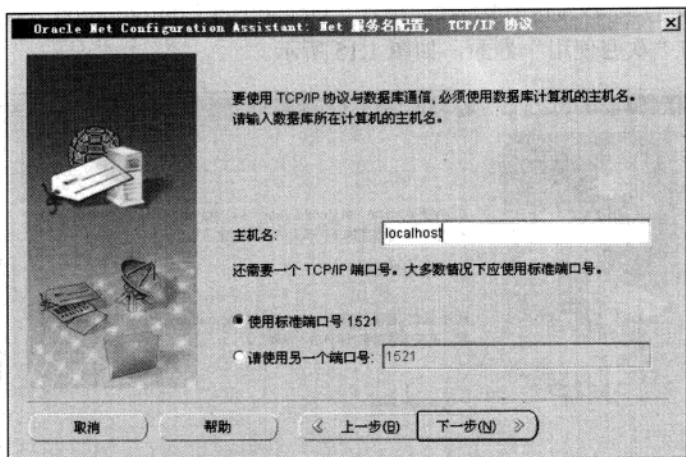 Oracle Net Configuration Assistant: Net 服务名配置, TCP/IP 协议
要使用 TCP/IP 协议与数据库通信,必须使用数据库计算机的主机名。
请输入数据库所在计算机的主机名。
主机名: localhost
还需要一个 TCP/IP 端口号。大多数情况下应使用标准端口号。
使用标准端口号 1521
请使用另一个端口号: 1521
取消 帮助 上一步(B) 下一步(N)